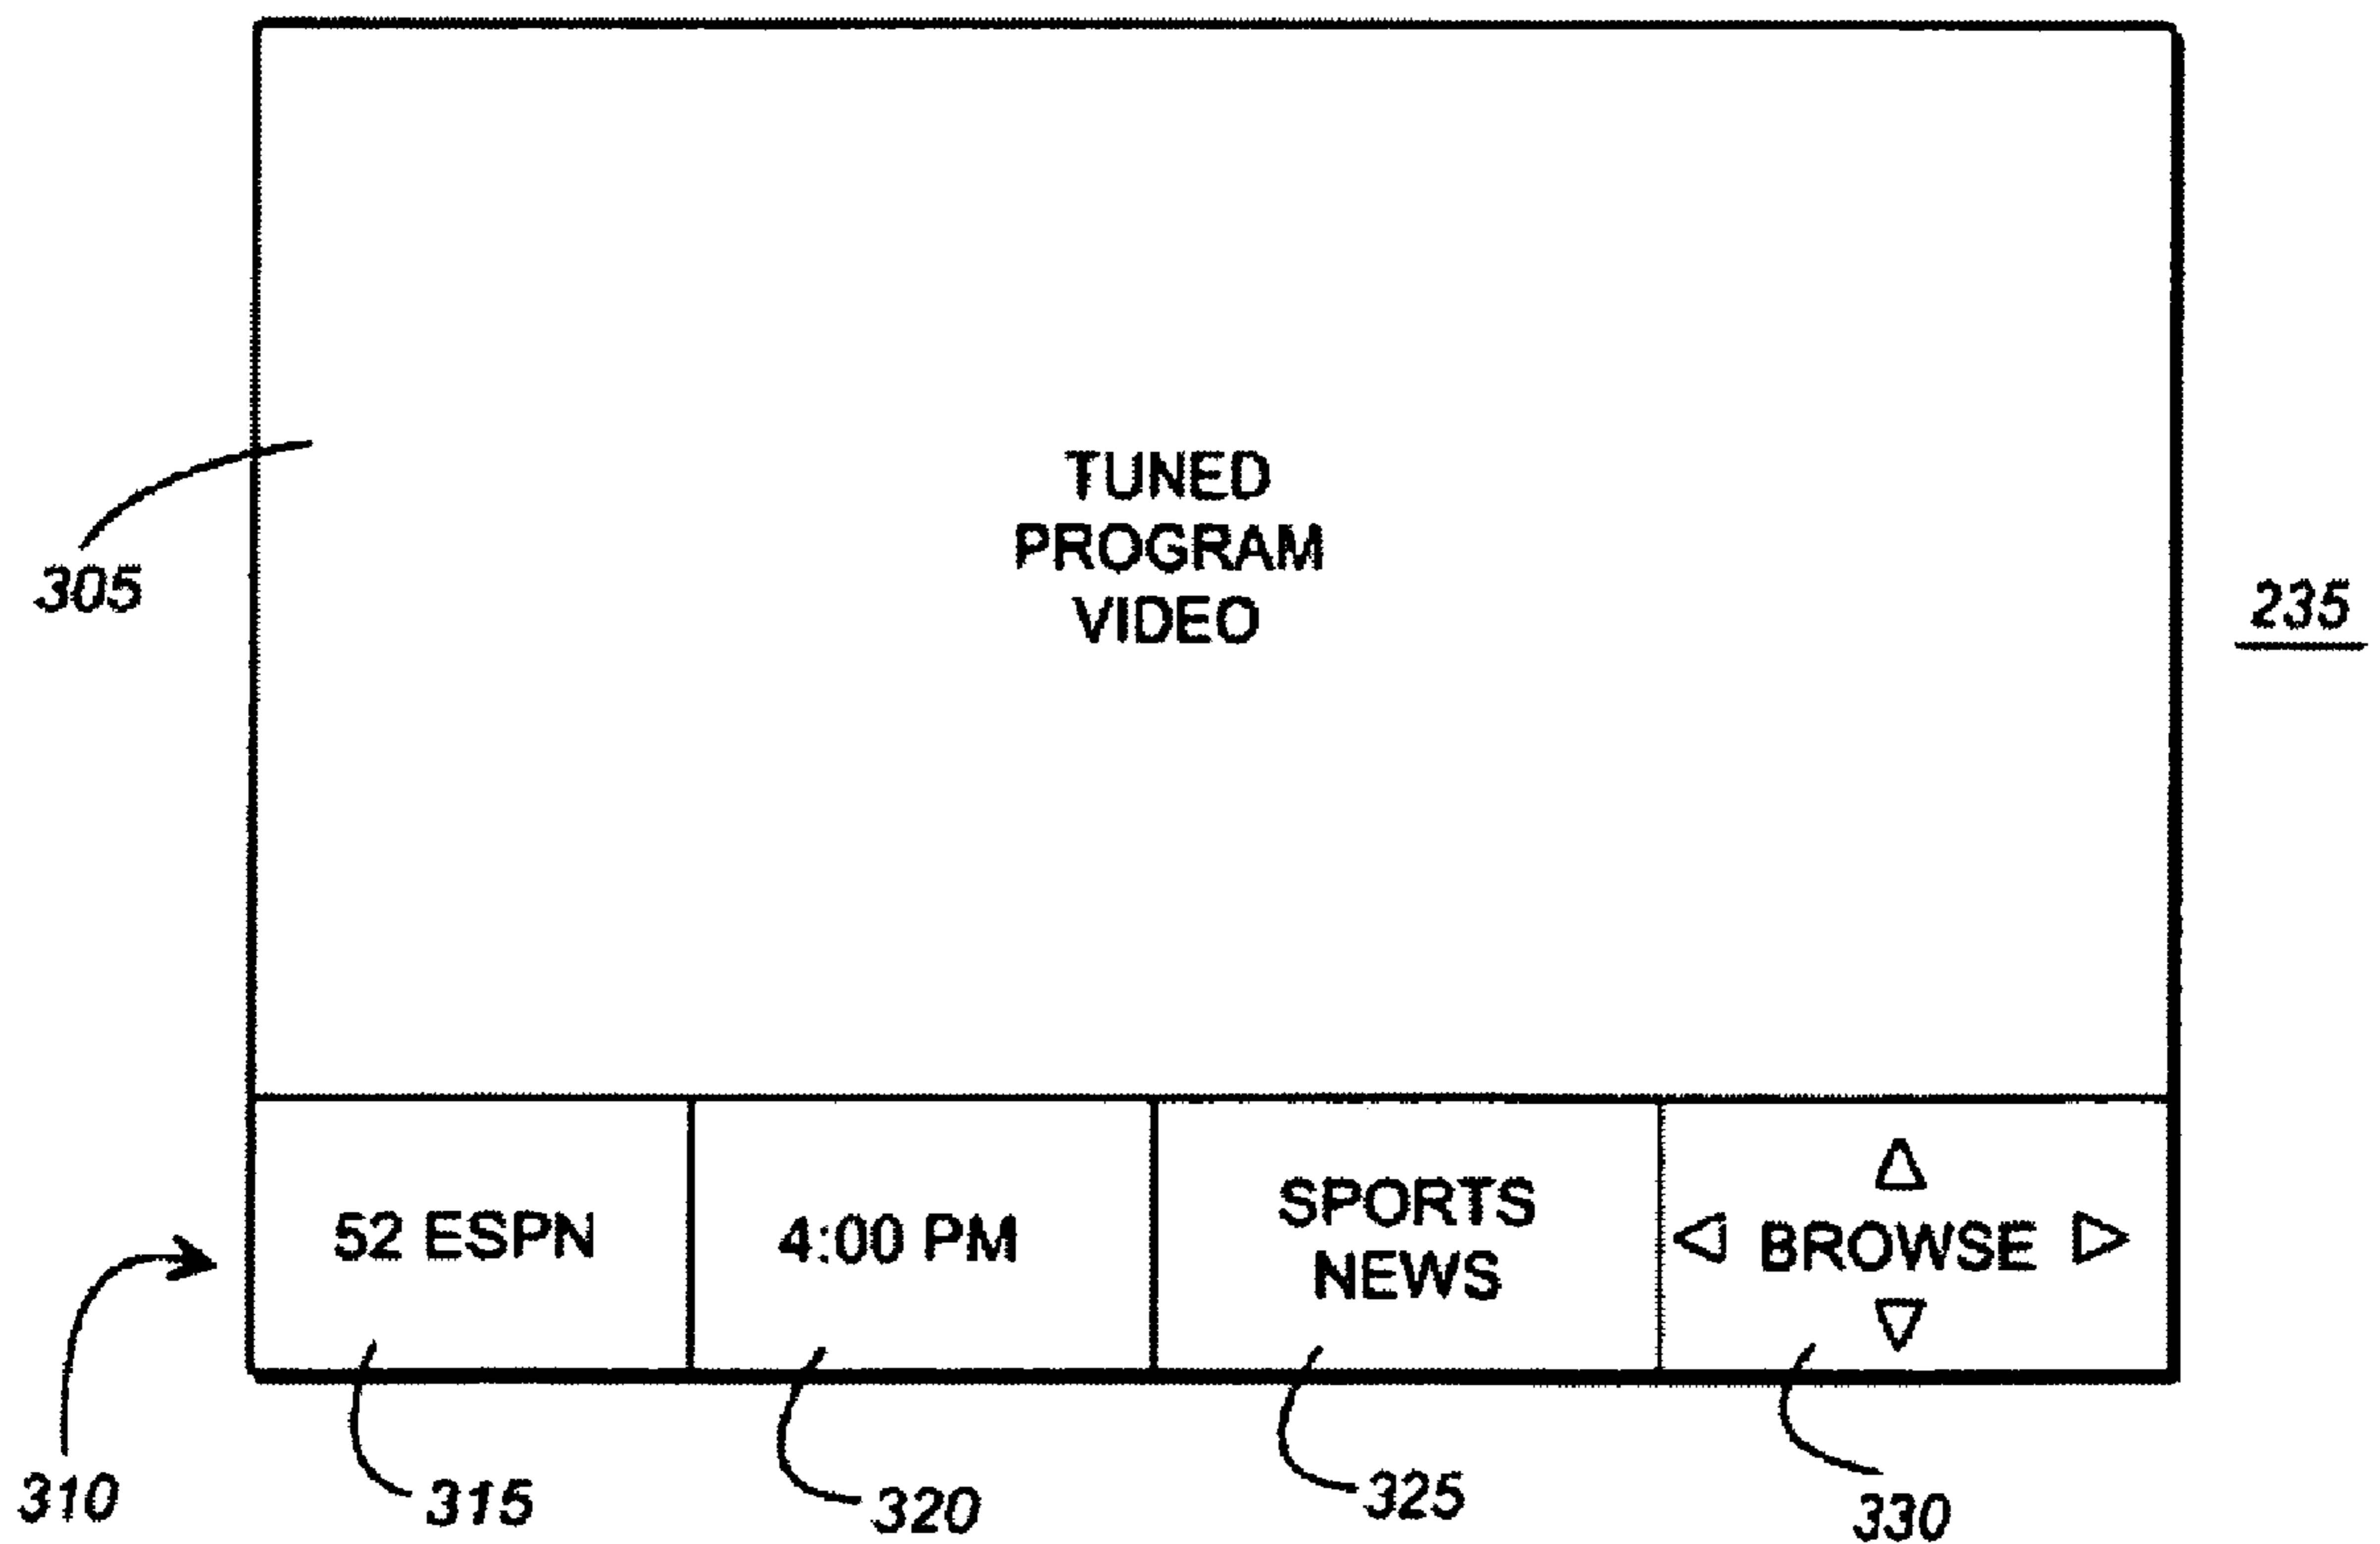 TUNED
PROGRAM
VIDEO
305
235
52 ESPN
4:00 PM
SPORTS
NEWS
BROWSE
310
315
320
325
330